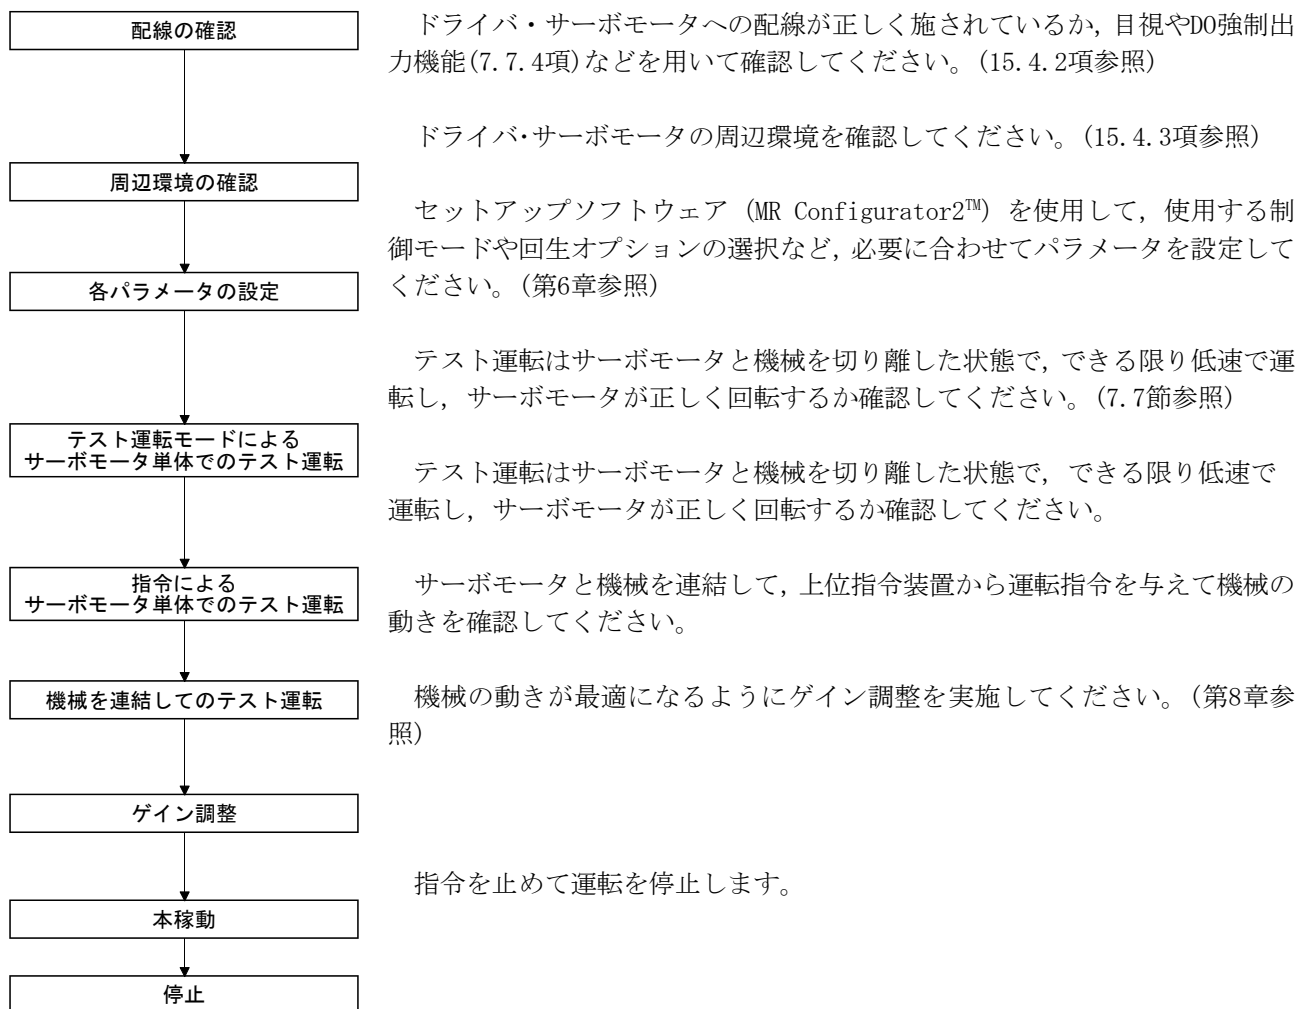 配線の確認
ドライバ・サーボモータへの配線が正しく施されているか，目視やDO強制出
力機能(7.7.4項)などを用いて確認してください。(15.4.2項参照)
ドライバ・サーボモータの周辺環境を確認してください。(15.4.3項参照)
周辺環境の確認
セットアップソフトウェア (MR Configurator2™) を使用して，使用する制
御モードや回生オプションの選択など，必要に合わせてパラメータを設定して
ください。(第6章参照)
各パラメータの設定
テスト運転はサーボモータと機械を切り離した状態で，できる限り低速で運
転し，サーボモータが正しく回転するか確認してください。(7.7節参照)
テスト運転モードによる
サーボモータ単体でのテスト運転
テスト運転はサーボモータと機械を切り離した状態で，できる限り低速で
運転し，サーボモータが正しく回転するか確認してください。
指令による
サーボモータ単体でのテスト運転
サーボモータと機械を連結して，上位指令装置から運転指令を与えて機械の
動きを確認してください。
機械を連結してのテスト運転
機械の動きが最適になるようにゲイン調整を実施してください。(第8章参
照)
ゲイン調整
指令を止めて運転を停止します。
本稼動
停止